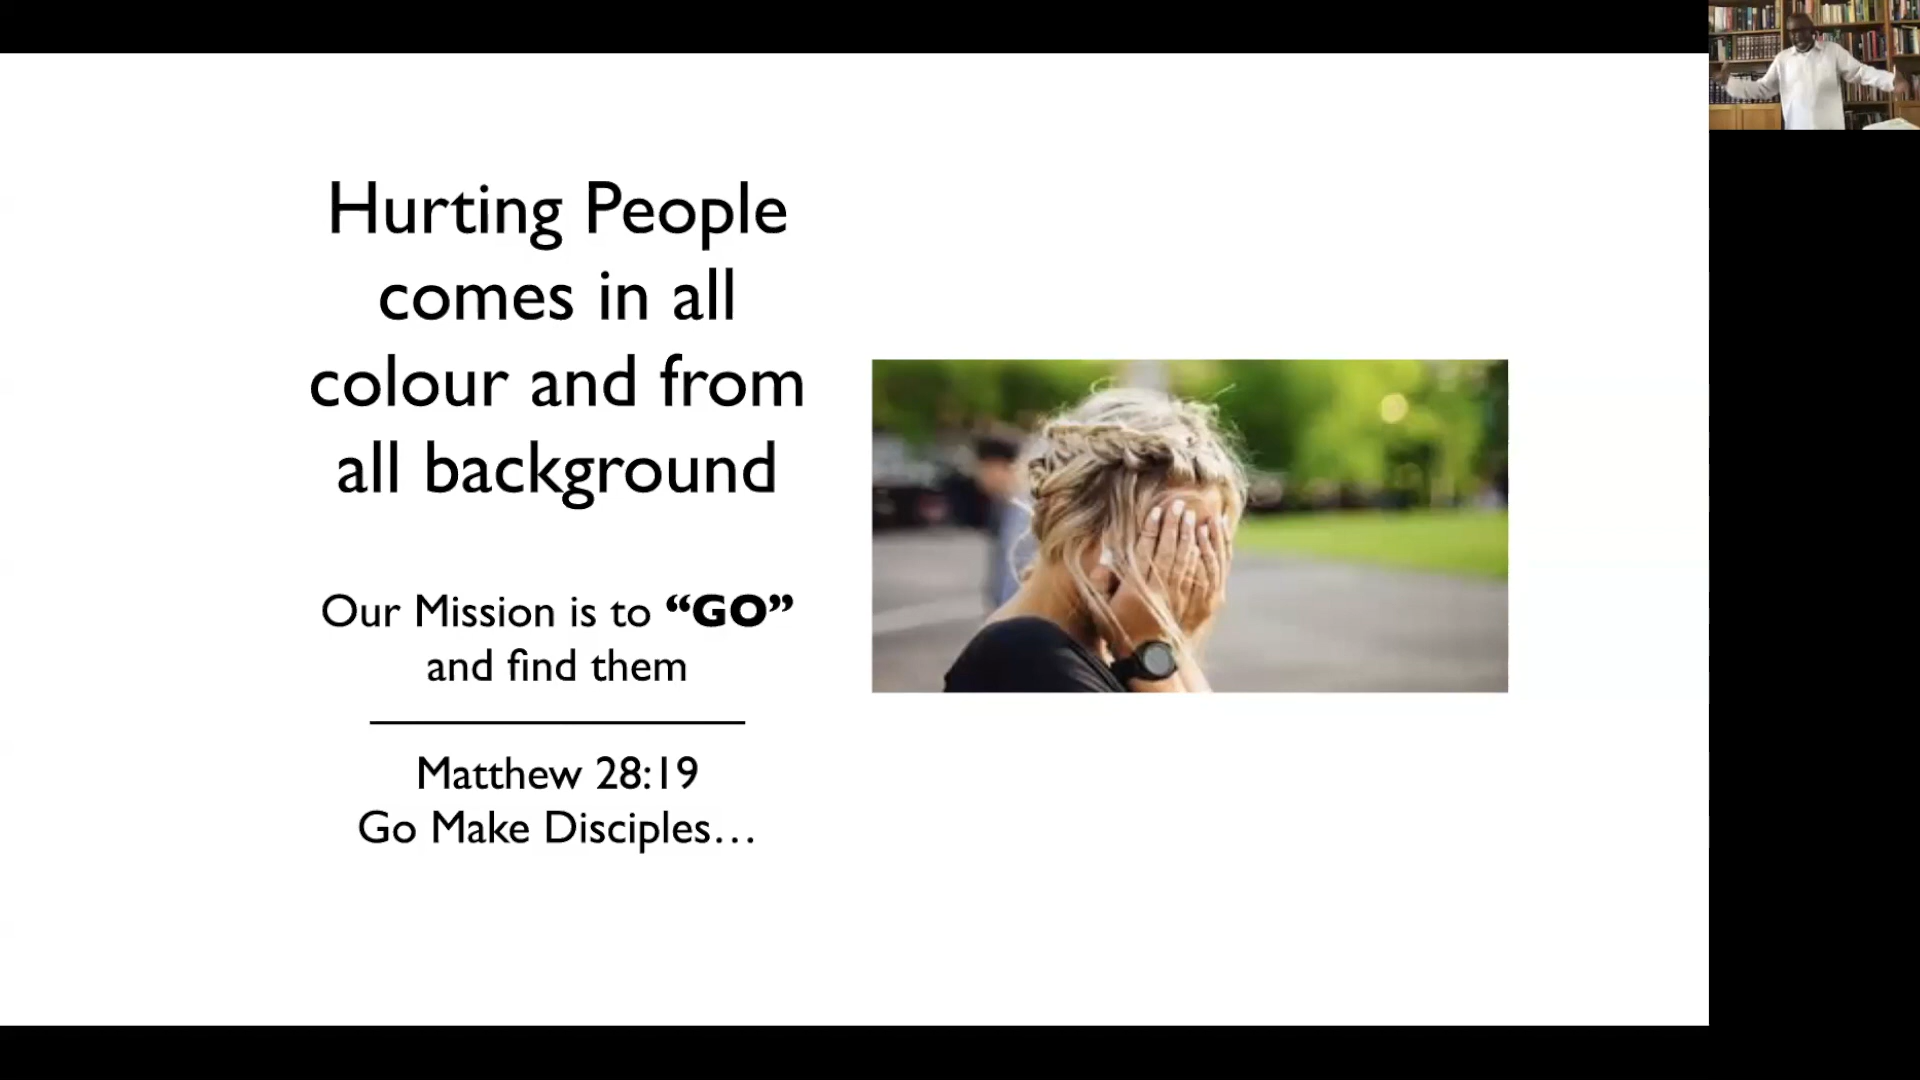 Hurting People
comes in all
colour and from
all background
Our Mission is to “GO”
and find them
Matthew 28:19
Go Make Disciples…